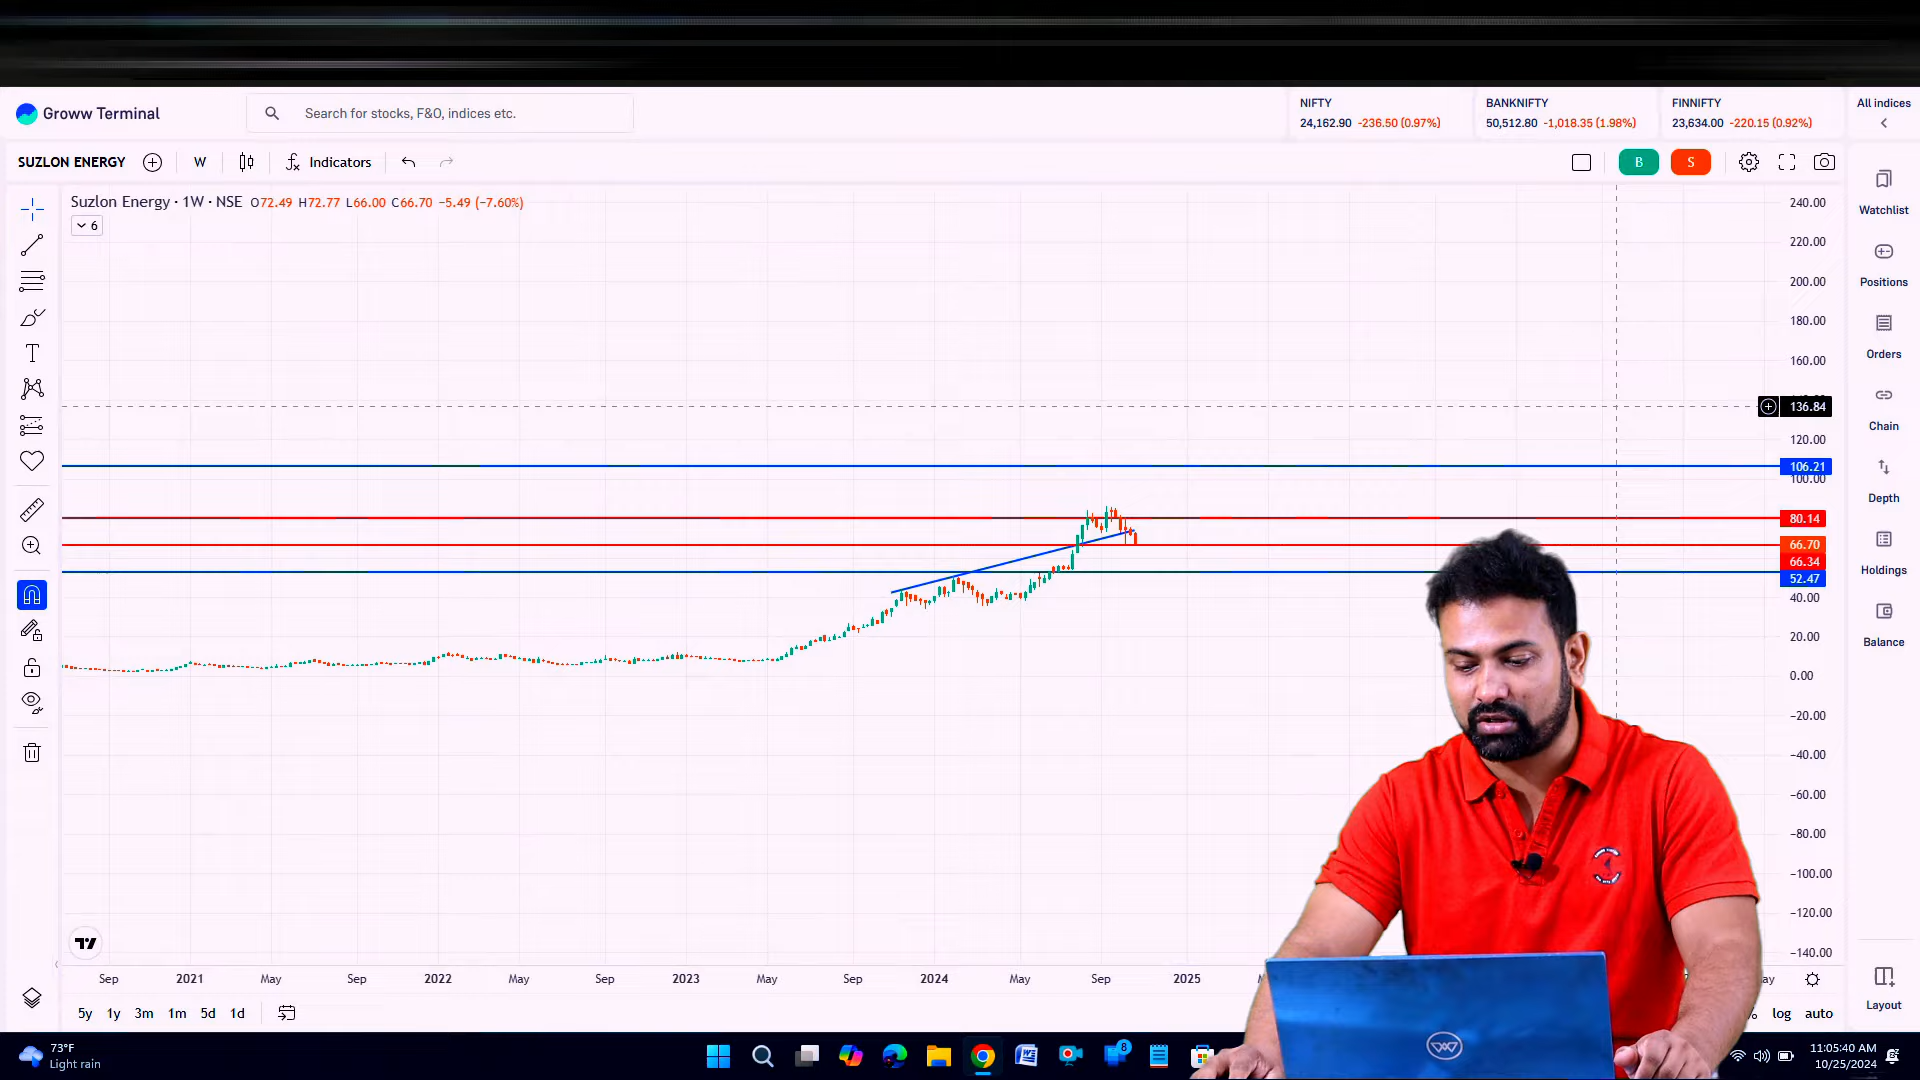 Groww Terminal
Search for stocks, F&O, indices etc.
NIFTY
24,162.90 -236.50 (0.97%)
BANKNIFTY
50,512.80 -1,018.35 (1.98%)
FINNIFTY
23,634.00 -220.15 (0.92%)
All indices
SUZLON ENERGY
W
Indicators
B
S
Suzlon Energy · 1W · NSE O72.49 H72.77 L66.00 C66.70 −5.49 (−7.60%)
6
240.00
220.00
200.00
180.00
160.00
136.84
120.00
106.21
100.00
80.14
66.70
66.34
52.47
40.00
20.00
0.00
−20.00
−40.00
−60.00
−80.00
−100.00
−120.00
−140.00
Watchlist
Positions
Orders
Chain
Depth
Holdings
Balance
Layout
Sep 2021 May Sep 2022 May Sep 2023 May Sep 2024 May Sep 2025
5y 1y 3m 1m 5d 1d
log auto
73°F
Light rain
8
11:05:40 AM
10/25/2024